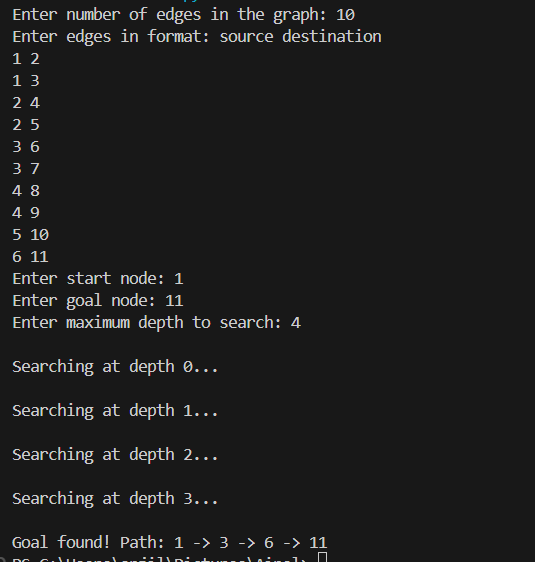 Enter number of edges in the graph: 10
Enter edges in format: source destination
1 2
1 3
2 4
2 5
3 6
3 7
4 8
4 9
5 10
6 11
Enter start node: 1
Enter goal node: 11
Enter maximum depth to search: 4
Searching at depth 0...
Searching at depth 1...
Searching at depth 2...
Searching at depth 3...
Goal found! Path: 1 -> 3 -> 6 -> 11